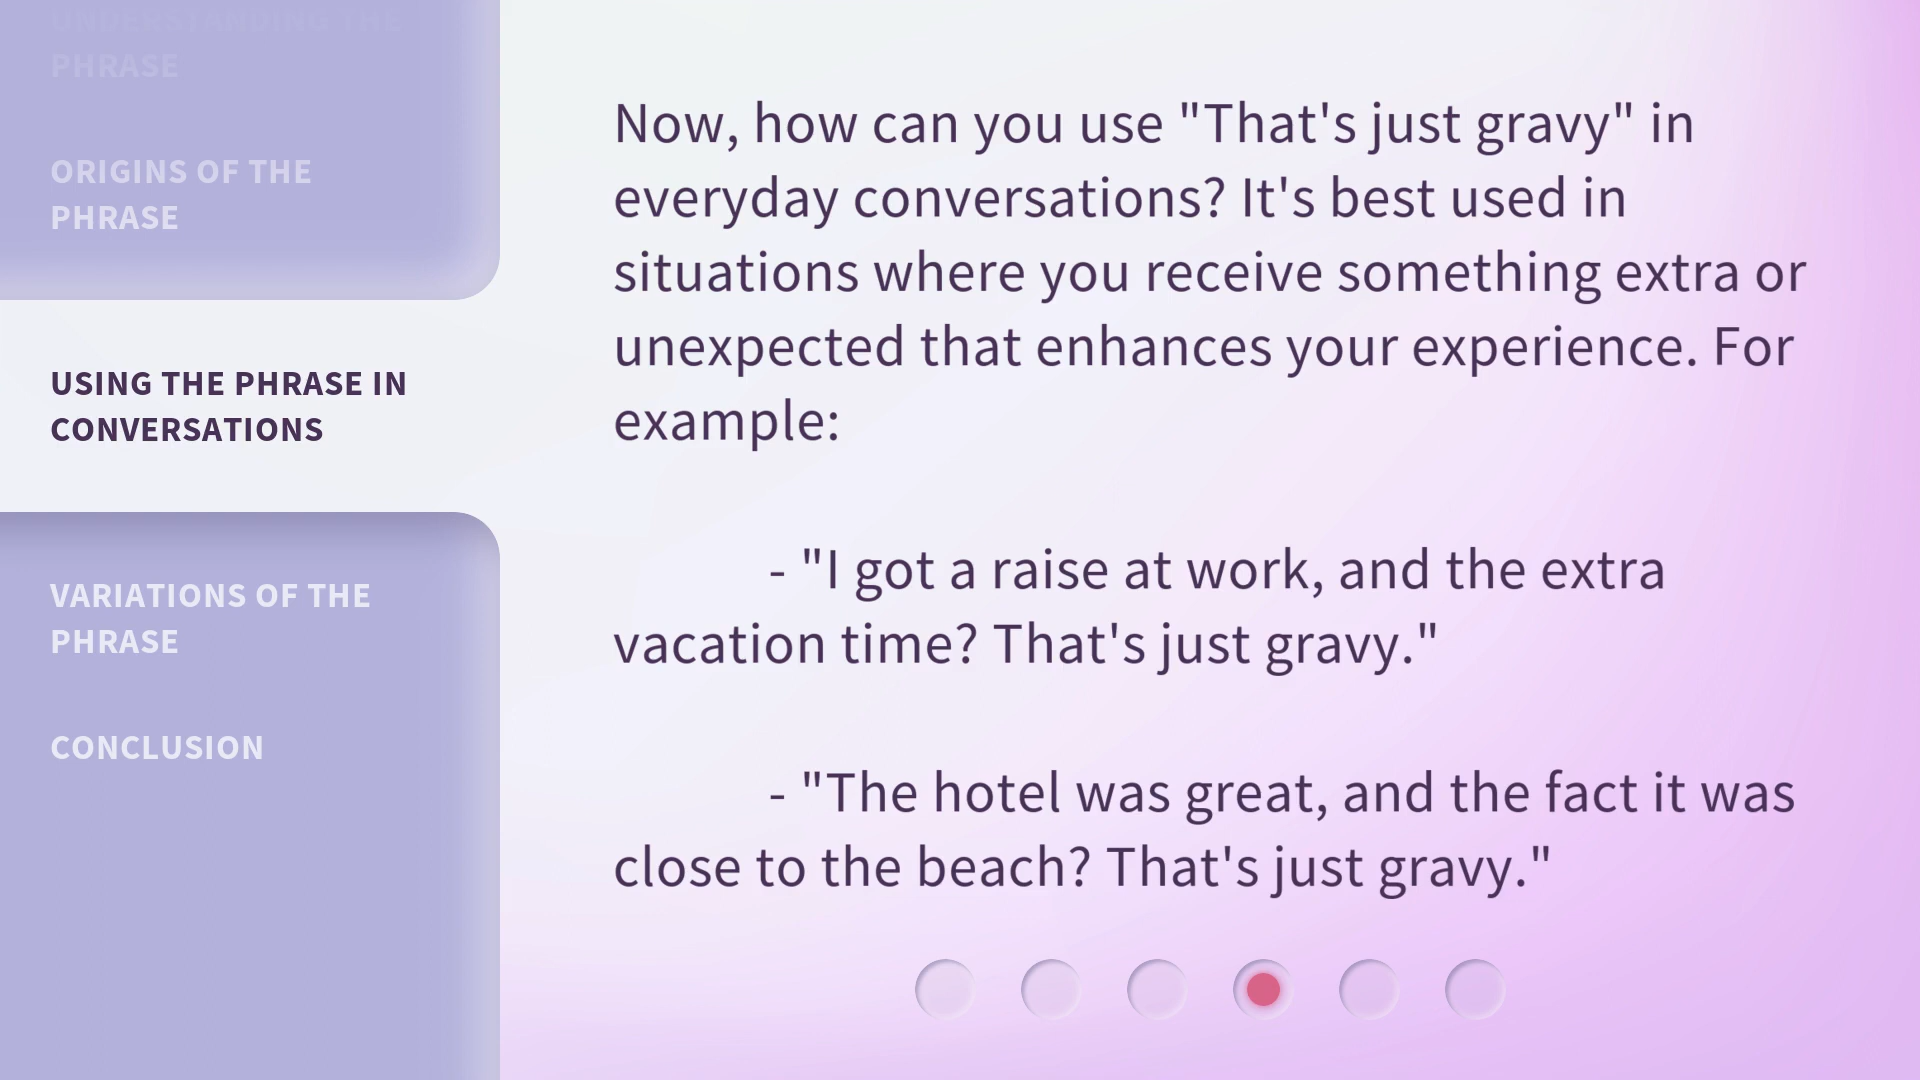 UNDERSTANDING THE
PHRASE
ORIGINS OF THE
PHRASE
USING THE PHRASE IN
CONVERSATIONS
VARIATIONS OF THE
PHRASE
CONCLUSION
Now, how can you use "That's just gravy" in
everyday conversations? It's best used in
situations where you receive something extra or
unexpected that enhances your experience. For
example:
- "I got a raise at work, and the extra
vacation time? That's just gravy."
- "The hotel was great, and the fact it was
close to the beach? That's just gravy."